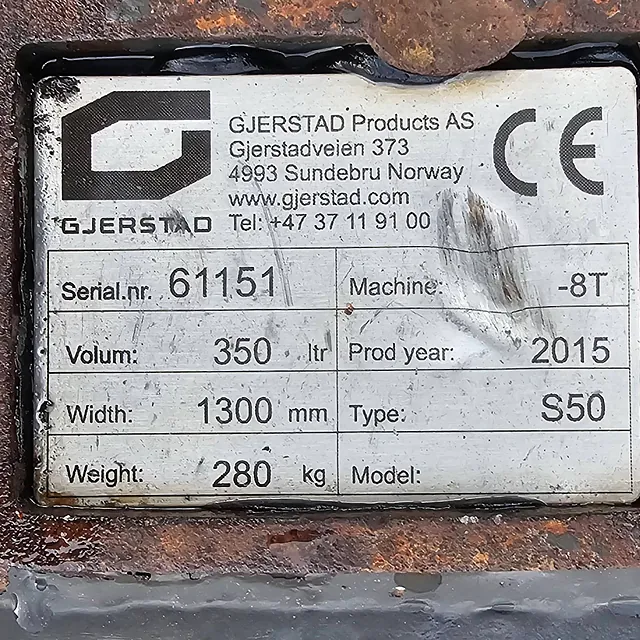 GJERSTAD Products AS
Gjerstadveien 373
4993 Sundebru Norway
www.gjerstad.com
Tel: +47 37 11 91 00
GJERSTAD
CE
Serial.nr. 61151 Machine: -8T
Volum: 350 ltr Prod year: 2015
Width: 1300 mm Type: S50
Weight: 280 kg Model: